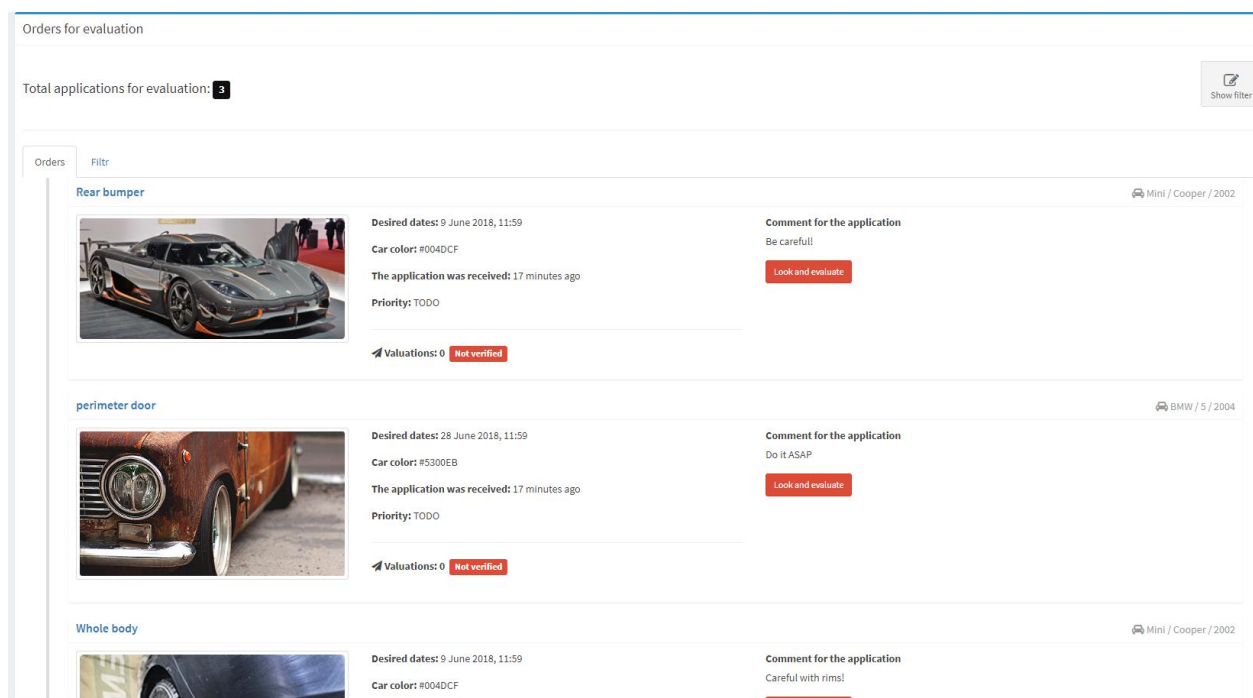 Orders for evaluation
Total applications for evaluation: 3
Show filter
Orders Filtr
Rear bumper
Mini / Cooper / 2002
Desired dates: 9 June 2018, 11:59
Car color: #004DCF
The application was received: 17 minutes ago
Priority: TODO
Valuations: 0 Not verified
Comment for the application
Be careful!
Look and evaluate
perimeter door
BMW / 5 / 2004
Desired dates: 28 June 2018, 11:59
Car color: #5300EB
The application was received: 17 minutes ago
Priority: TODO
Valuations: 0 Not verified
Comment for the application
Do it ASAP
Look and evaluate
Whole body
Mini / Cooper / 2002
Desired dates: 9 June 2018, 11:59
Car color: #004DCF
Comment for the application
Careful with rims!